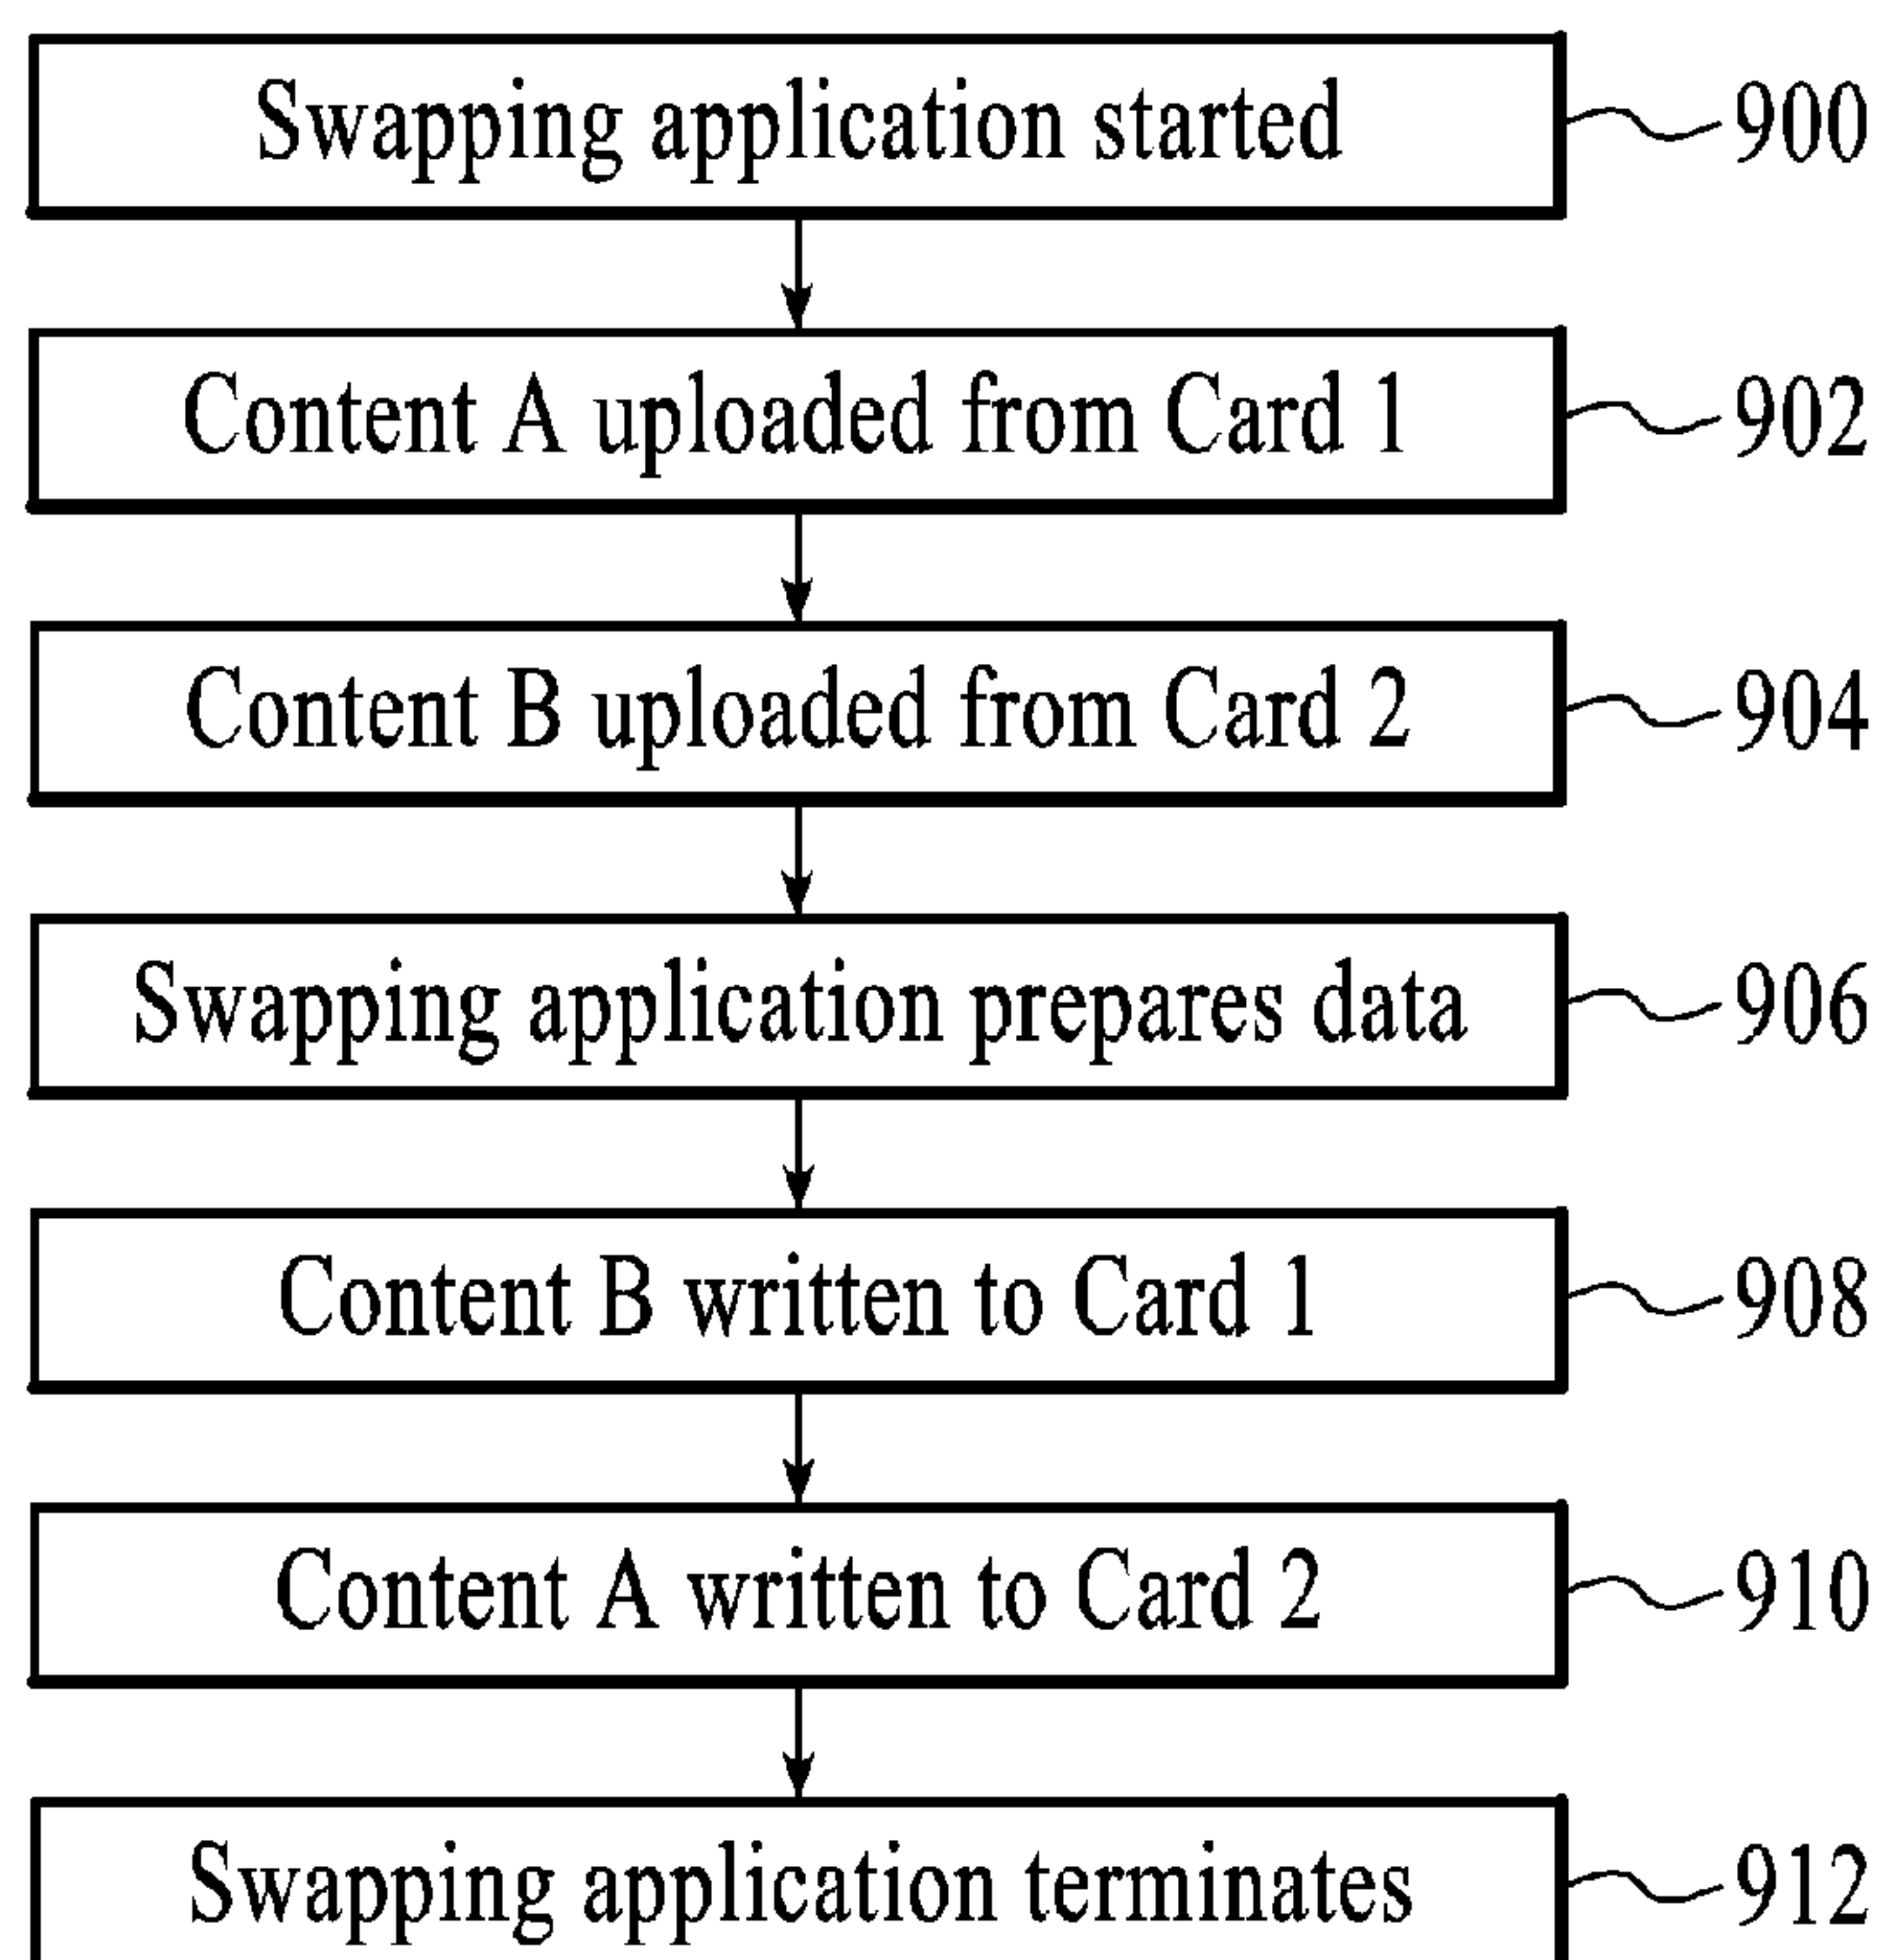 Swapping application started 900
Content A uploaded from Card 1 902
Content B uploaded from Card 2 904
Swapping application prepares data 906
Content B written to Card 1 908
Content A written to Card 2 910
Swapping application terminates 912